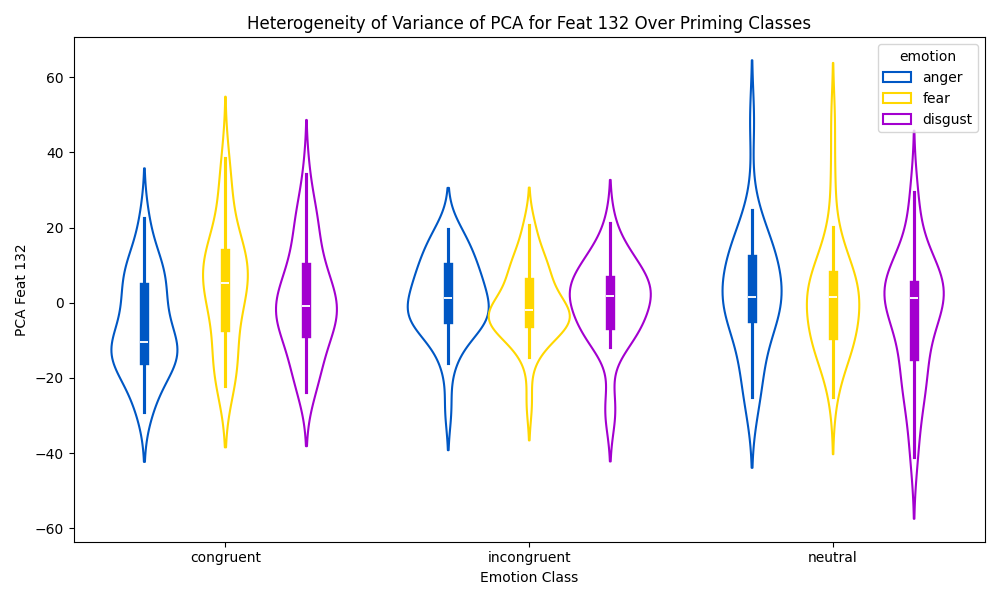 Heterogeneity of Variance of PCA for Feat 132 Over Priming Classes
emotion
anger
fear
disgust
PCA Feat 132
60
40
20
0
−20
−40
−60
congruent
incongruent
neutral
Emotion Class